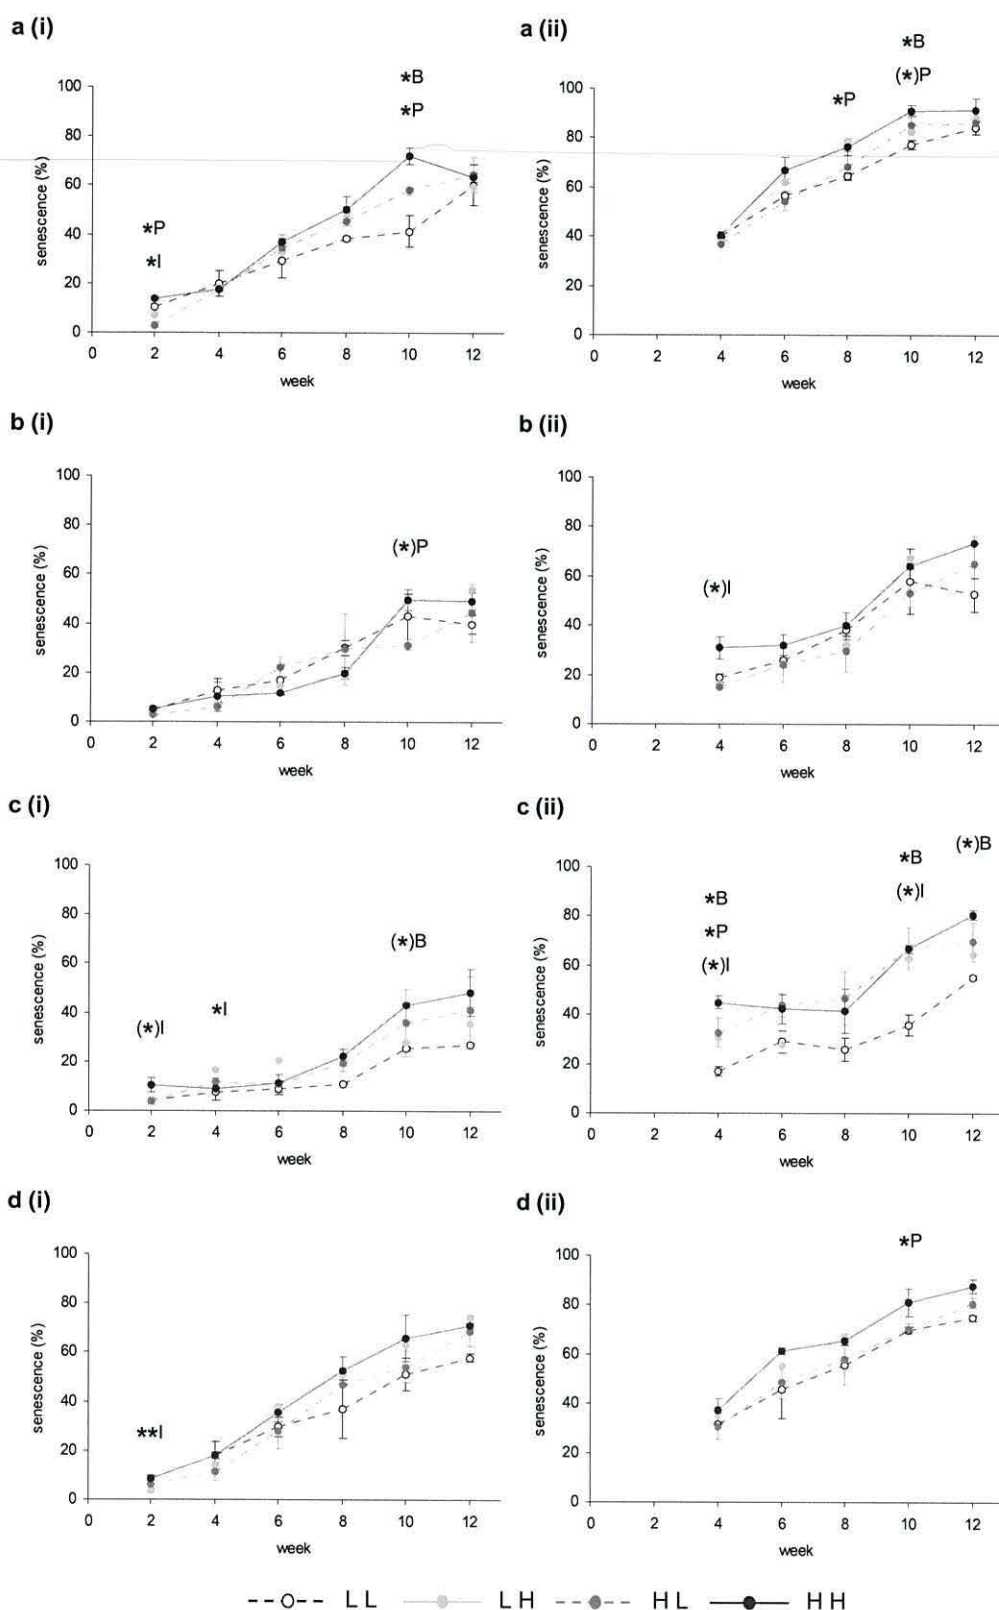 a (i)
*B
*P
*P
*I
senescence (%)
100
80
60
40
20
0
0 2 4 6 8 10 12
week
a (ii)
*B
(*)P
*P
senescence (%)
100
80
60
40
20
0
0 2 4 6 8 10 12
week
b (i)
(*)P
senescence (%)
100
80
60
40
20
0
0 2 4 6 8 10 12
week
b (ii)
(*)I
senescence (%)
100
80
60
40
20
0
0 2 4 6 8 10 12
week
c (i)
(*)B
*I
(*)I
senescence (%)
100
80
60
40
20
0
0 2 4 6 8 10 12
week
c (ii)
(*)B
*B
(*)I
*B
*P
(*)I
senescence (%)
100
80
60
40
20
0
0 2 4 6 8 10 12
week
d (i)
**I
senescence (%)
100
80
60
40
20
0
0 2 4 6 8 10 12
week
d (ii)
*P
senescence (%)
100
80
60
40
20
0
0 2 4 6 8 10 12
week
L L L H H L H H